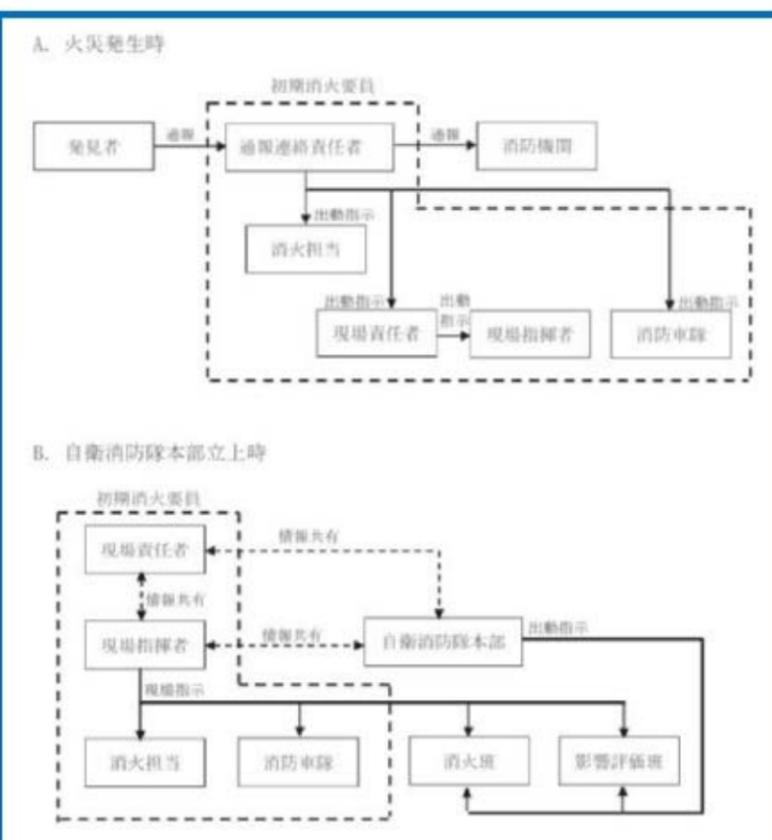 A. 火災発生時
初期消火要員
発見者
通報
通報連絡責任者
通報
消防機関
出動指示
消火担当
出動指示
現場責任者
出動
指示
現場指揮者
出動指示
消防車隊
B. 自衛消防隊本部立上時
初期消火要員
現場責任者
情報共有
情報共有
現場指揮者
情報共有
自衛消防隊本部
出動指示
現場指示
消火担当
消防車隊
消火班
影響評価班